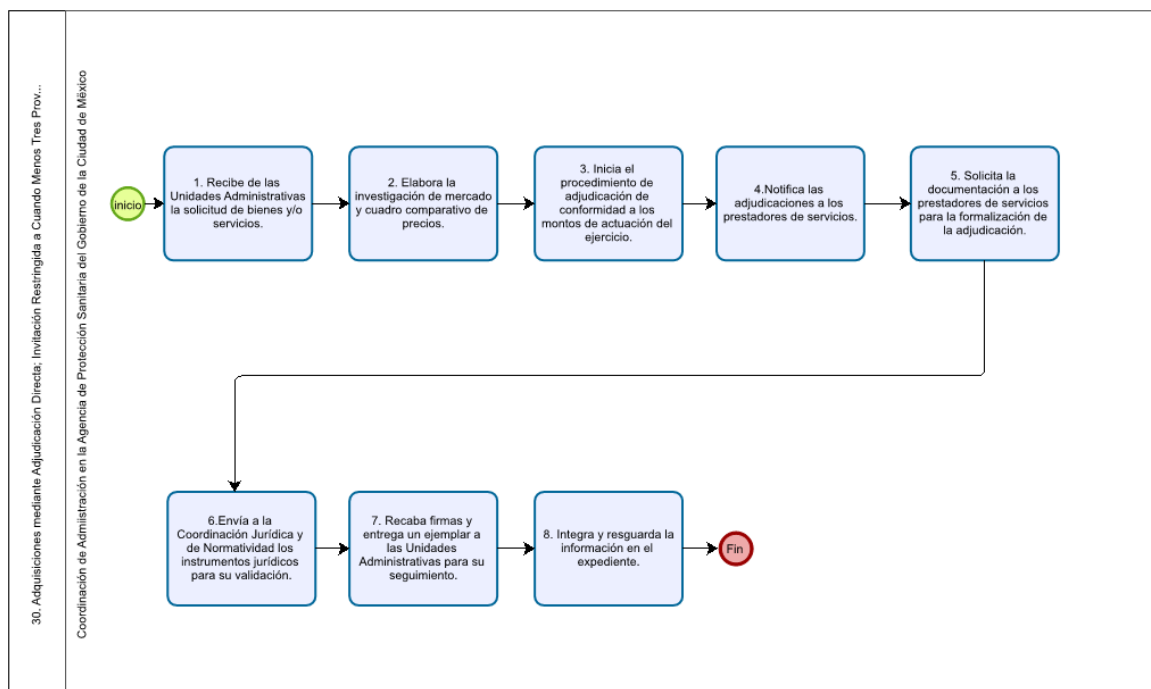 30. Adquisiciones mediante Adjudicación Directa; Invitación Restringida a Cuando Menos Tres Prov...
Coordinación de Admiistración en la Agencia de Protección Sanitaria del Gobierno de la Ciudad de México
inicio
1. Recibe de las
Unidades Administrativas
la solicitud de bienes y/o
servicios.
2. Elabora la
investigación de mercado
y cuadro comparativo de
precios.
3. Inicia el
procedimiento de
adjudicación de
conformidad a los
montos de actuación del
ejercicio.
4.Notifica las
adjudicaciones a los
prestadores de servicios.
5. Solicita la
documentación a los
prestadores de servicios
para la formalización de
la adjudicación.
6.Envía a la
Coordinación Jurídica y
de Normatividad los
instrumentos jurídicos
para su validación.
7. Recaba firmas y
entrega un ejemplar a
las Unidades
Administrativas para su
seguimiento.
8. Integra y resguarda la
información en el
expediente.
Fin